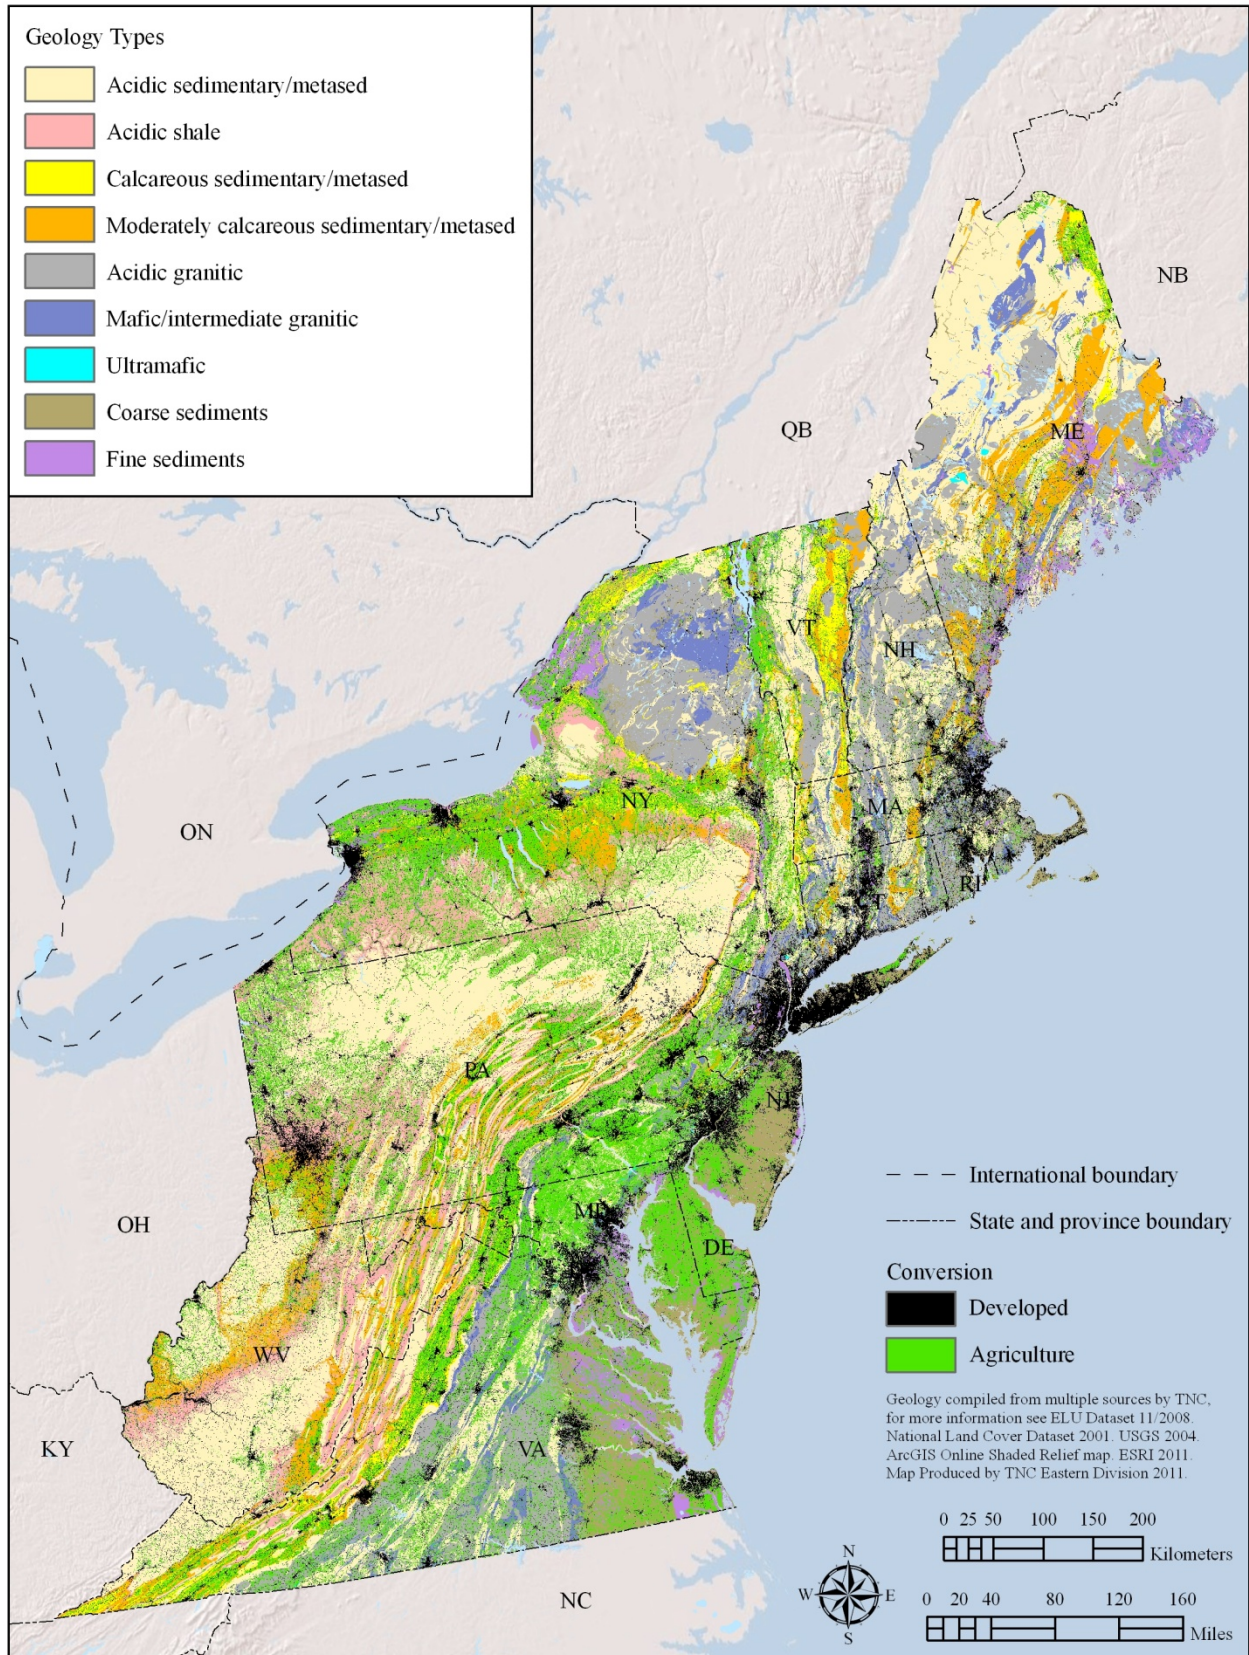 Geology Types
Acidic sedimentary/metased
Acidic shale
Calcareous sedimentary/metased
Moderately calcareous sedimentary/metased
Acidic granitic
Mafic/intermediate granitic
Ultramafic
Coarse sediments
Fine sediments
NB
QB
ME
VT
NH
ON
NY
MA
RI
PA
NJ
OH
MD
DE
WV
KY
VA
NC
International boundary
State and province boundary
Conversion
Developed
Agriculture
Geology compiled from multiple sources by TNC,
for more information see ELU Dataset 11/2008.
National Land Cover Dataset 2001. USGS 2004.
ArcGIS Online Shaded Relief map. ESRI 2011.
Map Produced by TNC Eastern Division 2011.
0 25 50 100 150 200
Kilometers
0 20 40 80 120 160
Miles
N
W E
S